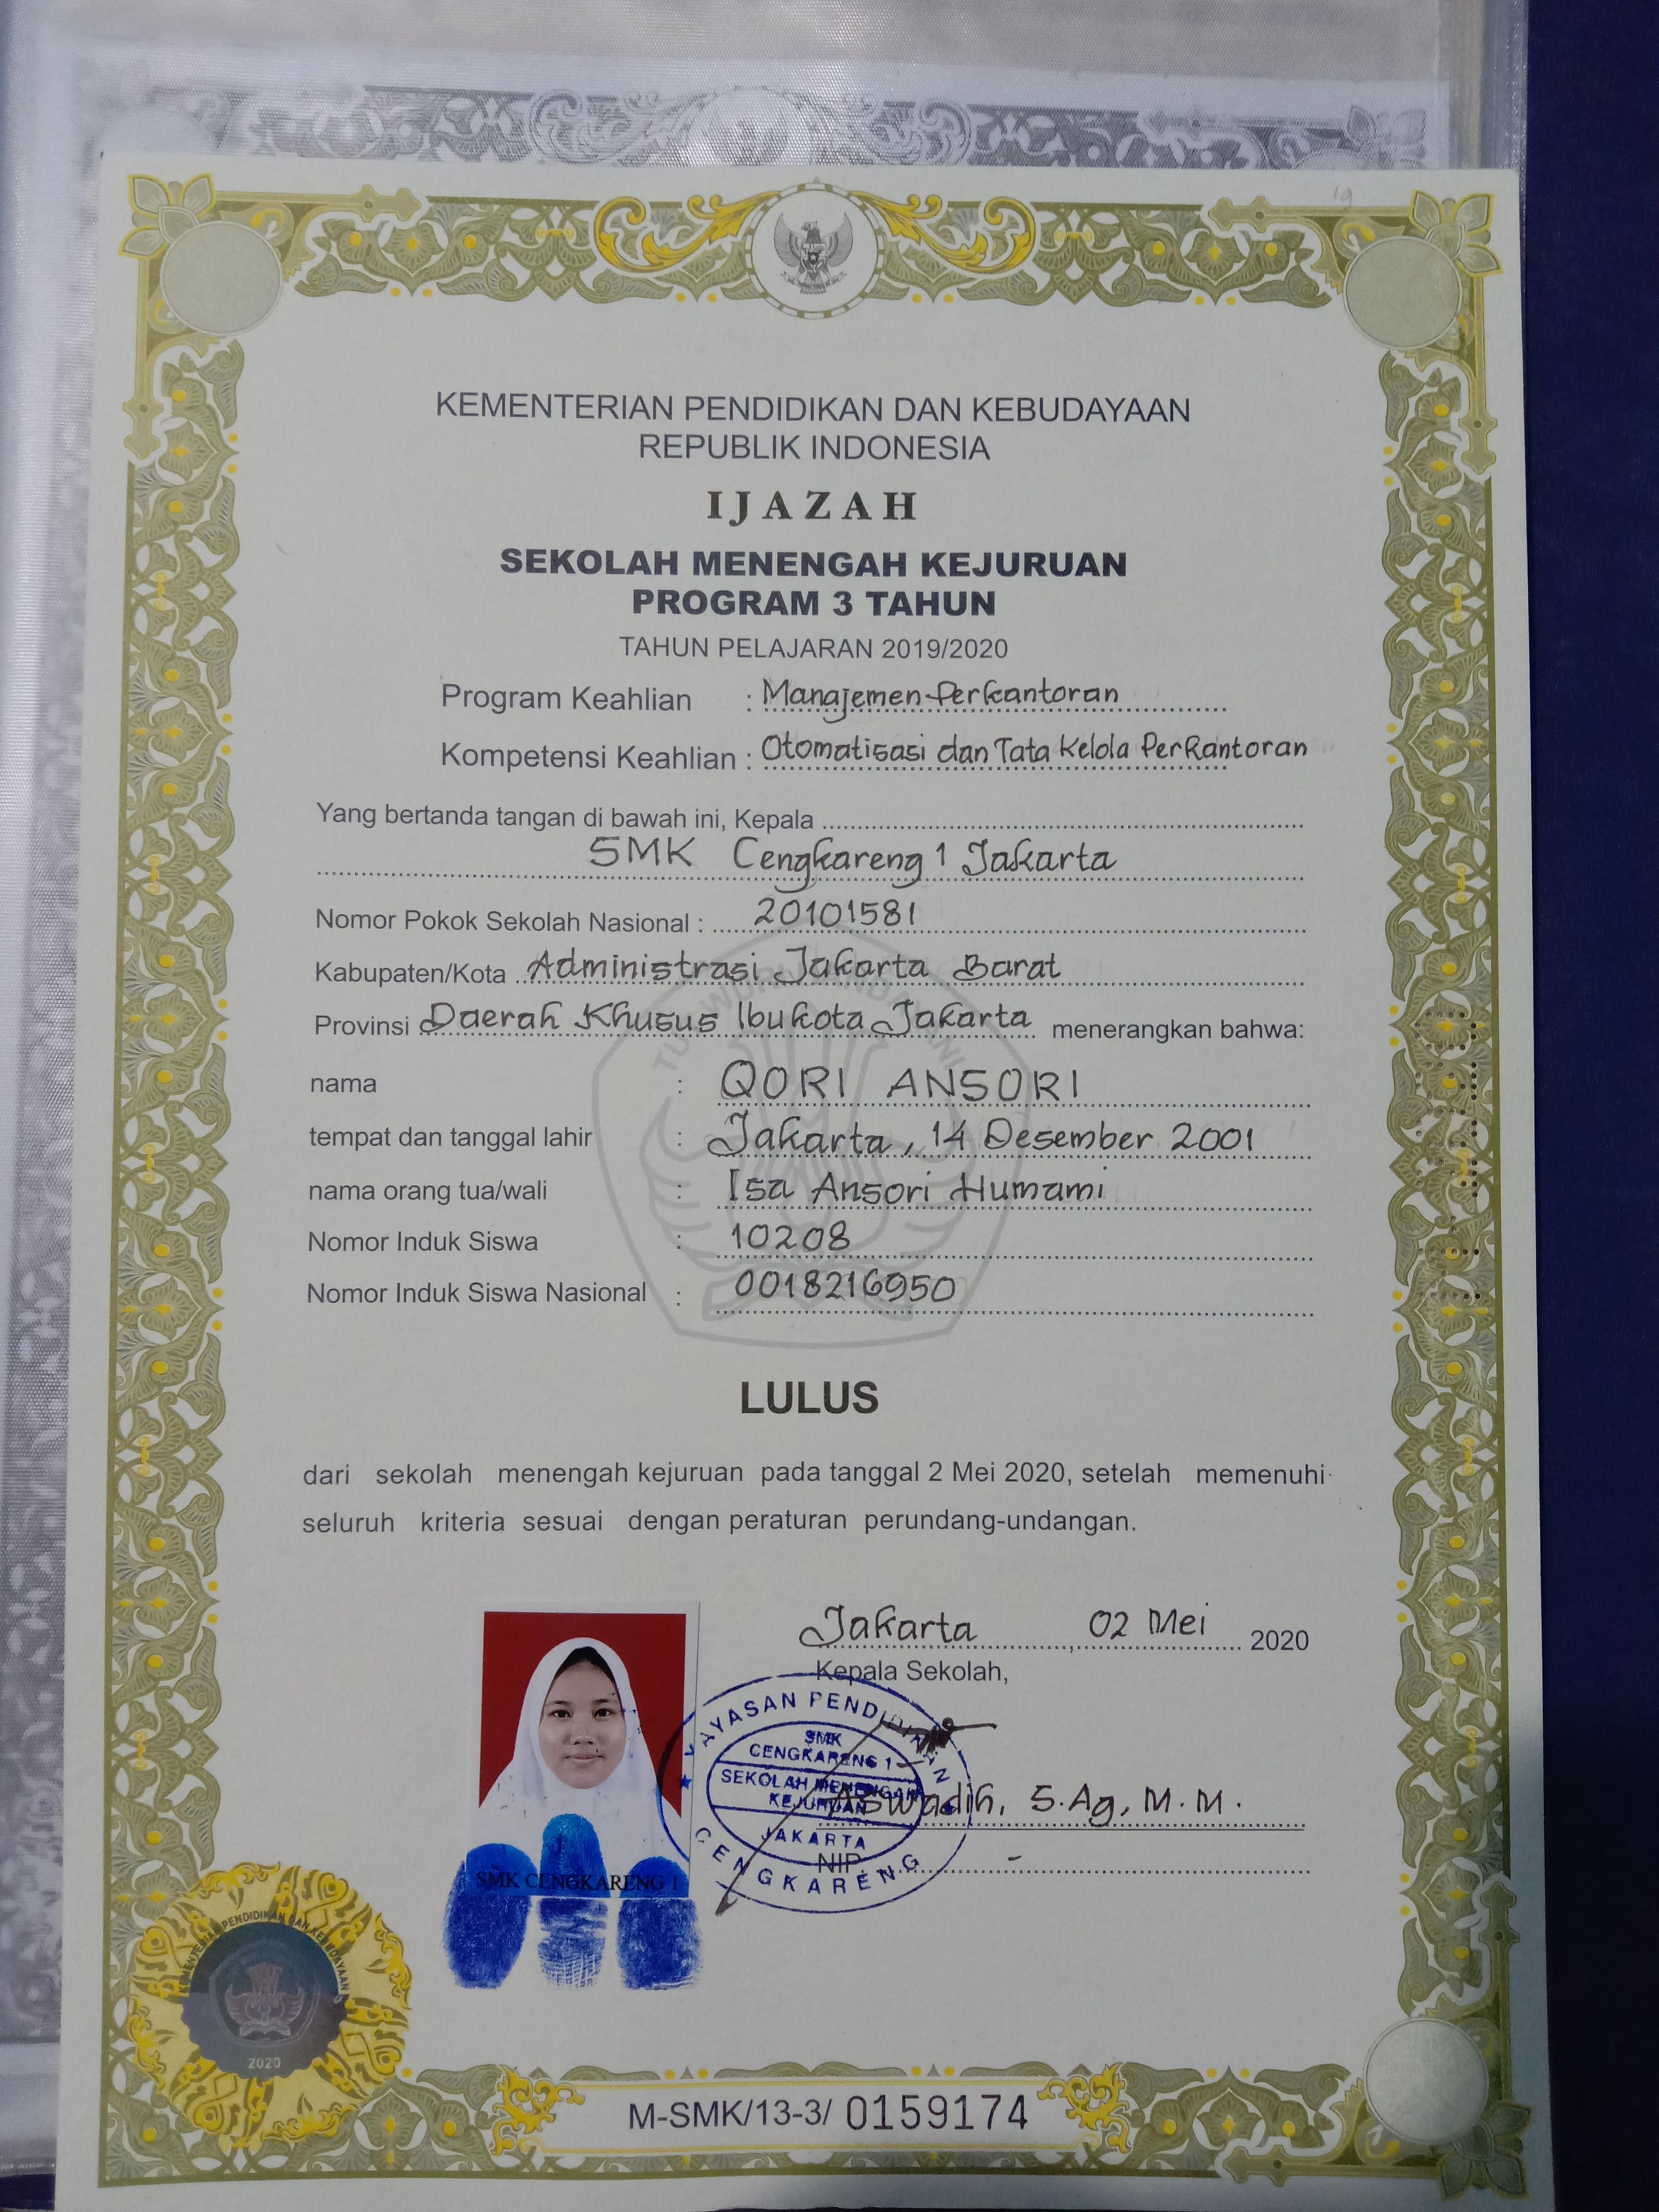 KEMENTERIAN PENDIDIKAN DAN KEBUDAYAAN
REPUBLIK INDONESIA
IJAZAH
SEKOLAH MENENGAH KEJURUAN
PROGRAM 3 TAHUN
TAHUN PELAJARAN 2019/2020
Program Keahlian : Manajemen Perkantoran
Kompetensi Keahlian : Otomatisasi dan Tata Kelola Perkantoran
Yang bertanda tangan di bawah ini, Kepala
SMK Cengkareng 1 Jakarta
Nomor Pokok Sekolah Nasional : 20101581
Kabupaten/Kota Administrasi Jakarta Barat
Provinsi Daerah Khusus Ibukota Jakarta menerangkan bahwa:
nama : QORI ANSORI
tempat dan tanggal lahir : Jakarta, 14 Desember 2001
nama orang tua/wali : Isa Ansori Humami
Nomor Induk Siswa : 10208
Nomor Induk Siswa Nasional : 0018216950
LULUS
dari sekolah menengah kejuruan pada tanggal 2 Mei 2020, setelah memenuhi
seluruh kriteria sesuai dengan peraturan perundang-undangan.
Jakarta, 02 Mei 2020
Kepala Sekolah,
YAYASAN PENDIDIKAN
SMK
CENGKARENG 1
SEKOLAH MENENGAH
KEJURUAN
JAKARTA
CENGKARENG
Aswadih, S.Ag, M.M.
NIP. -
SMK CENGKARENG 1
KEMENTERIAN PENDIDIKAN DAN KEBUDAYAAN
2020
M-SMK/13-3/ 0159174